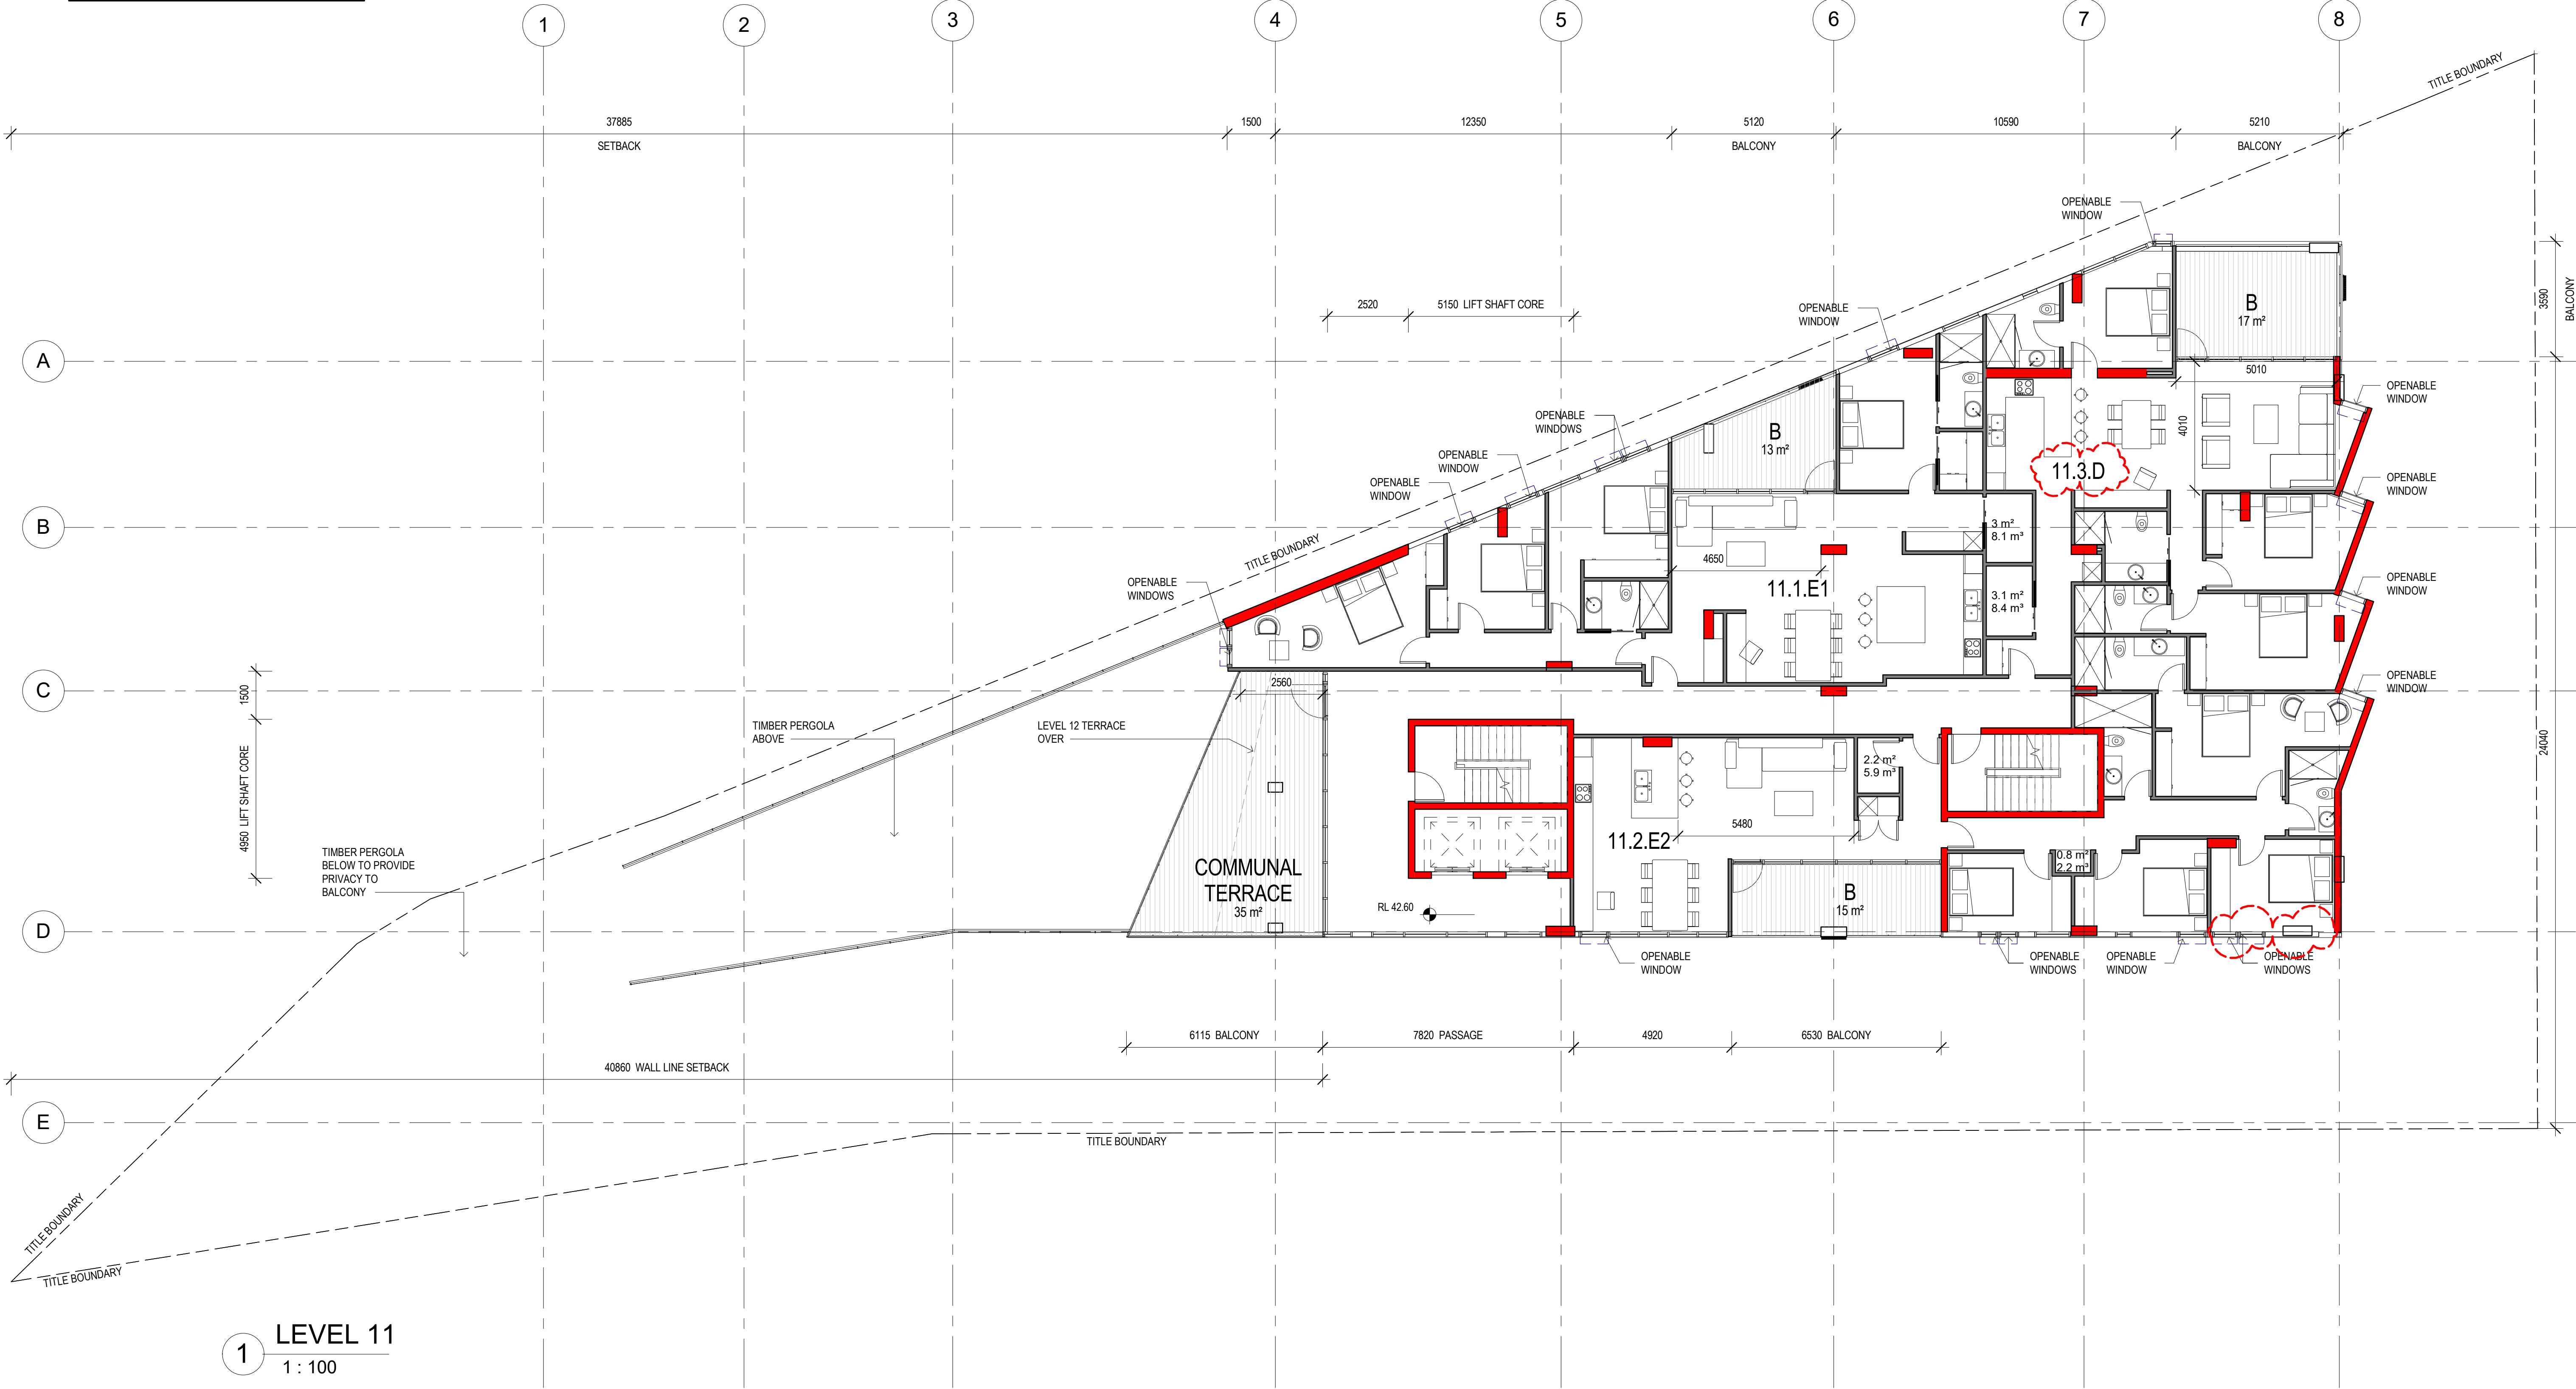 1
2
3
4
5
6
7
8
TITLE BOUNDARY
37885
SETBACK
1500
12350
5120
BALCONY
10590
5210
BALCONY
OPENABLE
WINDOW
3590
BALCONY
2520
5150 LIFT SHAFT CORE
OPENABLE
WINDOW
B
17 m²
A
5010
OPENABLE
WINDOW
OPENABLE
WINDOWS
4010
B
13 m²
OPENABLE
WINDOW
11.3.D
OPENABLE
WINDOW
OPENABLE
WINDOW
B
3 m²
8.1 m³
TITLE BOUNDARY
4650
11.1.E1
OPENABLE
WINDOWS
3.1 m²
8.4 m³
OPENABLE
WINDOW
C
1500
2560
OPENABLE
WINDOW
TIMBER PERGOLA
ABOVE
LEVEL 12 TERRACE
OVER
4950 LIFT SHAFT CORE
24040
2.2 m²
5.9 m³
5480
11.2.E2
TIMBER PERGOLA
BELOW TO PROVIDE
PRIVACY TO
BALCONY
COMMUNAL
TERRACE
35 m²
0.8 m²
2.2 m³
B
15 m²
RL 42.60
D
OPENABLE
WINDOW
OPENABLE
WINDOWS
OPENABLE
WINDOW
OPENABLE
WINDOWS
6115 BALCONY
7820 PASSAGE
4920
6530 BALCONY
40860 WALL LINE SETBACK
E
TITLE BOUNDARY
TITLE BOUNDARY
TITLE BOUNDARY
1
LEVEL 11
1 : 100